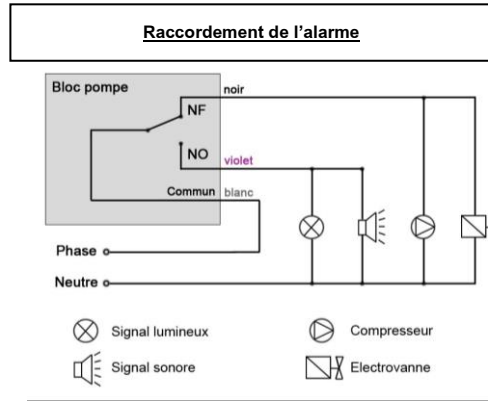 Raccordement de l'alarme
Bloc pompe
noir
NF
NO
violet
Commun
blanc
Phase
Neutre
Signal lumineux
Compresseur
Signal sonore
Electrovanne